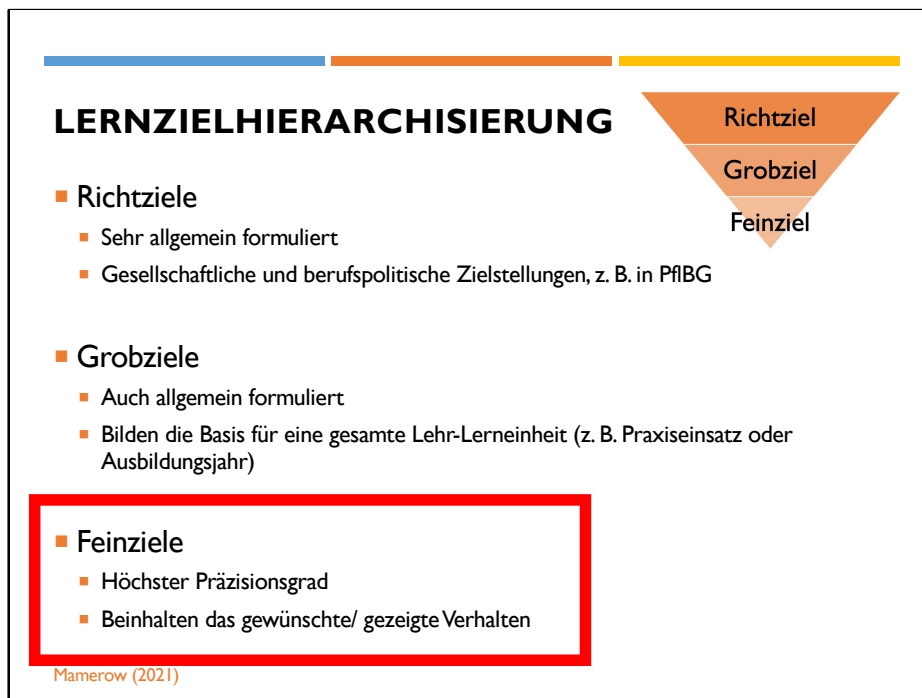 LERNZIELHIERARCHISIERUNG
Richtziel
Grobziel
Feinziel
Richtziele
Sehr allgemein formuliert
Gesellschaftliche und berufspolitische Zielstellungen, z. B. in PflBG
Grobziele
Auch allgemein formuliert
Bilden die Basis für eine gesamte Lehr-Lerneinheit (z. B. Praxiseinsatz oder
Ausbildungsjahr)
Feinziele
Höchster Präzisionsgrad
Beinhalten das gewünschte/ gezeigte Verhalten
Mamerow (2021)